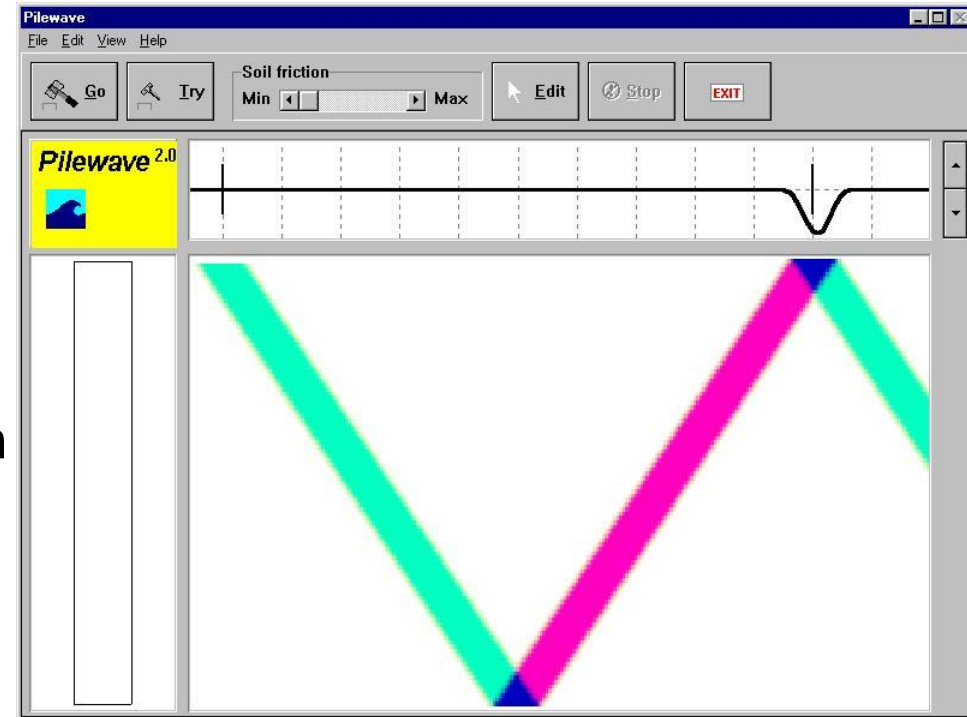 Pilewave
File Edit View Help
Go
Try
Soil friction
Min
Max
Edit
Stop
EXIT
Pilewave 2.0
n